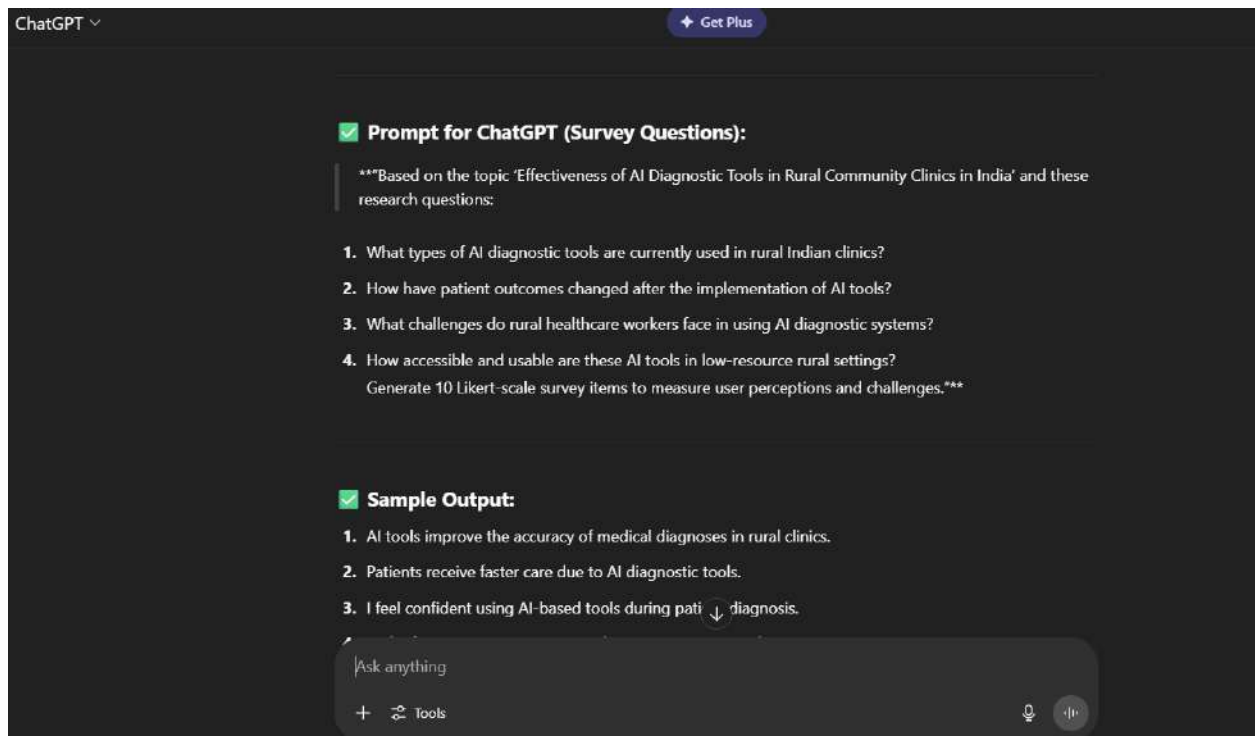 ChatGPT
Get Plus
✅ Prompt for ChatGPT (Survey Questions):
**"Based on the topic ‘Effectiveness of AI Diagnostic Tools in Rural Community Clinics in India’ and these
research questions:
1. What types of AI diagnostic tools are currently used in rural Indian clinics?
2. How have patient outcomes changed after the implementation of AI tools?
3. What challenges do rural healthcare workers face in using AI diagnostic systems?
4. How accessible and usable are these AI tools in low-resource rural settings?
Generate 10 Likert-scale survey items to measure user perceptions and challenges."**
✅ Sample Output:
1. AI tools improve the accuracy of medical diagnoses in rural clinics.
2. Patients receive faster care due to AI diagnostic tools.
3. I feel confident using AI-based tools during diagnosis.
Ask anything
Tools